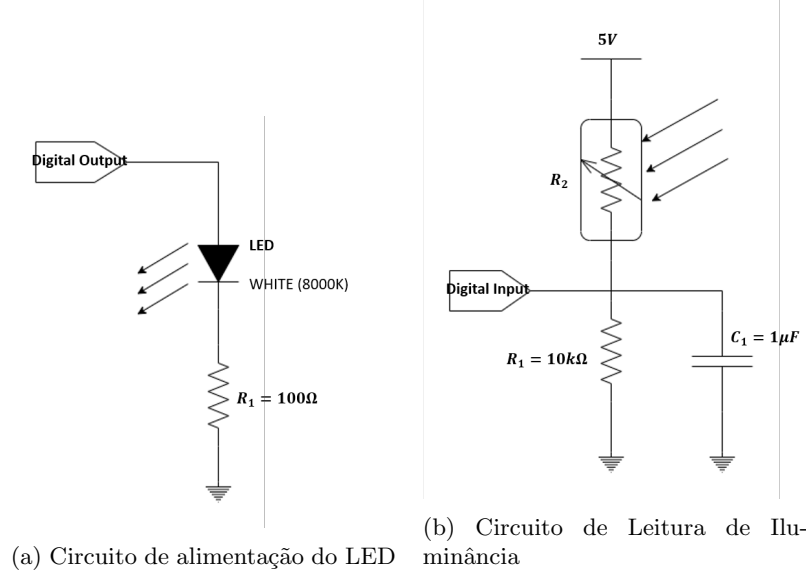 Digital Output
LED
WHITE (8000K)
R₁ = 100Ω
(a) Circuito de alimentação do LED
5V
R₂
Digital Input
R₁ = 10kΩ
C₁ = 1μF
(b) Circuito de Leitura de Ilu-
minância